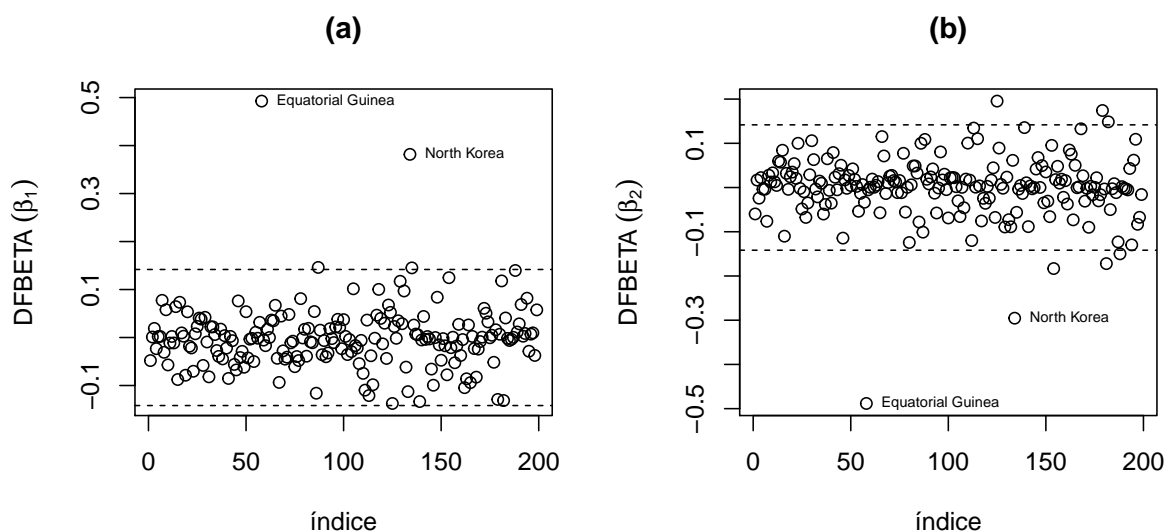 (a)
DFBETA (β1)
0.5
0.3
0.1
−0.1
Equatorial Guinea
North Korea
0
50
100
150
200
índice
(b)
DFBETA (β2)
0.1
−0.1
−0.3
−0.5
North Korea
Equatorial Guinea
0
50
100
150
200
índice